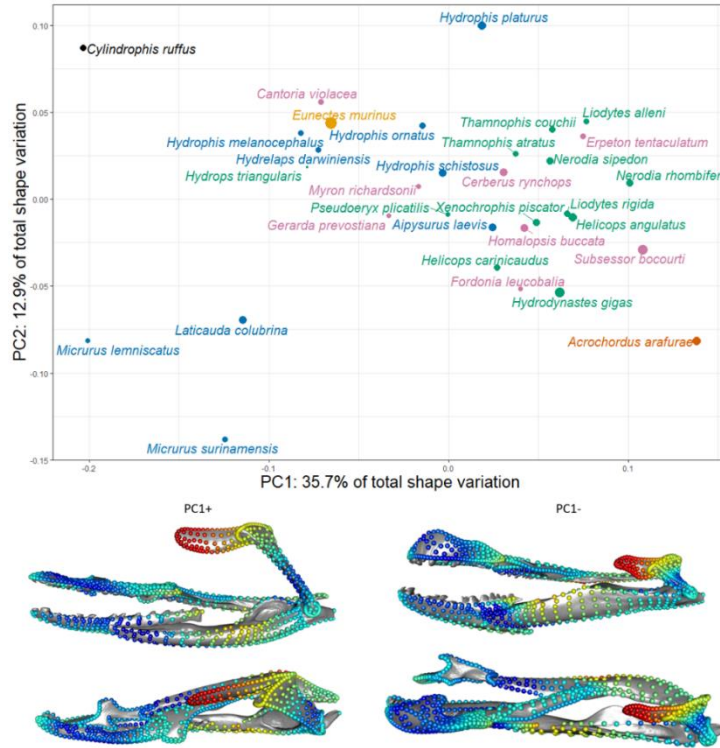 0.10
Hydrophis platurus
Cylindrophis ruffus
Cantoria violacea
Eunectes murinus
Liodytes alleni
Thamnophis couchii
0.05
Hydrophis ornatus
Hydrophis melanocephalus
Thamnophis atratus
Erpeton tentaculatum
Hydrelaps darwiniensis
Hydrophis schistosus
Nerodia sipedon
Hydrops triangularis
Cerberus rynchops
Nerodia rhombifer
Myron richardsonii
0.00
Pseudoeryx plicatilis
Xenochrophis piscator
Liodytes rigida
Gerarda prevostiana
Aipysurus laevis
Helicops angulatus
Homalopsis buccata
Helicops carinicaudus
Subsessor bocourti
Fordonia leucobalia
-0.05
Hydrodynastes gigas
Laticauda colubrina
Acrochordus arafurae
Micrurus lemniscatus
-0.10
Micrurus surinamensis
-0.15
PC2: 12.9% of total shape variation
-0.2
-0.1
0.0
0.1
PC1: 35.7% of total shape variation
PC1+
PC1-